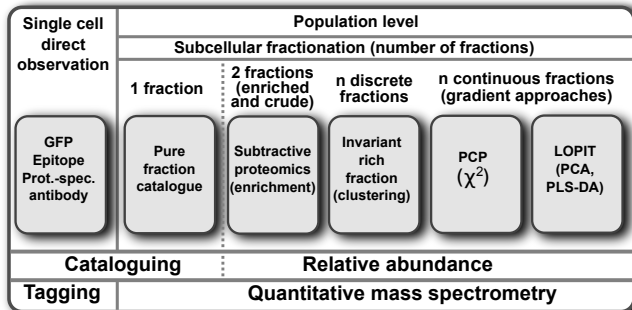 Single cell
direct
observation
Population level
Subcellular fractionation (number of fractions)
1 fraction
2 fractions
(enriched
and crude)
n discrete
fractions
n continuous fractions
(gradient approaches)
GFP
Epitope
Prot.-spec.
antibody
Pure
fraction
catalogue
Subtractive
proteomics
(enrichment)
Invariant
rich
fraction
(clustering)
PCP
(χ²)
LOPIT
(PCA,
PLS-DA)
Cataloguing
Relative abundance
Tagging
Quantitative mass spectrometry